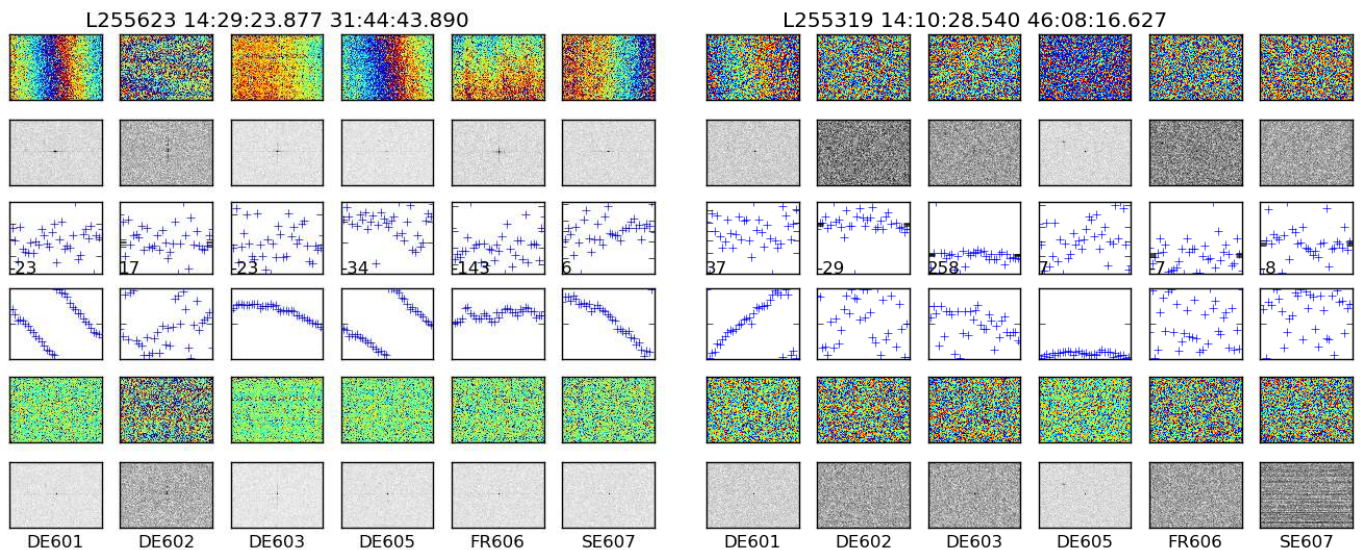 L255623 14:29:23.877 31:44:43.890
L255319 14:10:28.540 46:08:16.627
-23 17 -23 -34 -143 6
37 -29 258 7 -7 -8
DE601 DE602 DE603 DE605 FR606 SE607
DE601 DE602 DE603 DE605 FR606 SE607